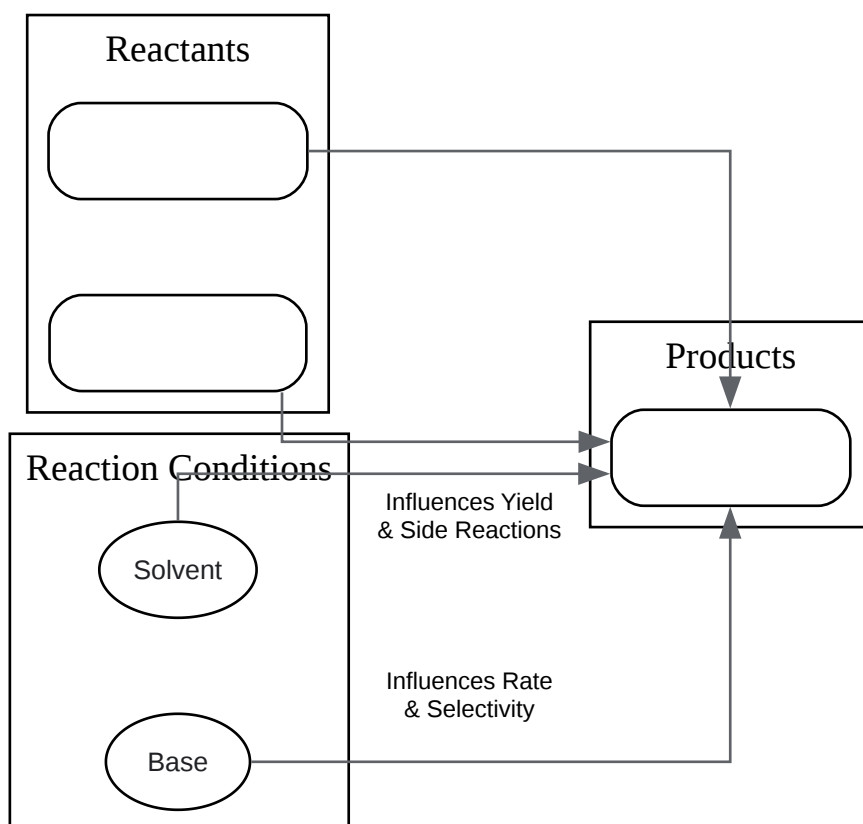 Reactants
Products
Reaction Conditions
Influences Yield
& Side Reactions
Solvent
Influences Rate
& Selectivity
Base